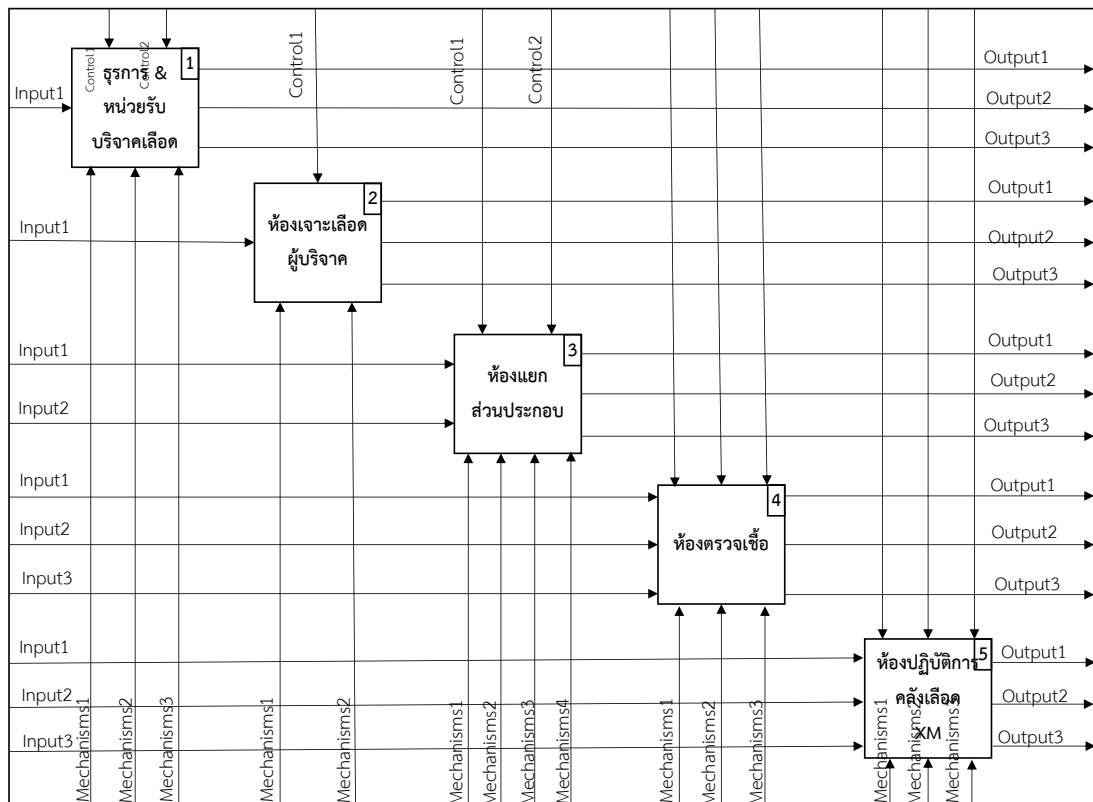 Control1
Control2
Control1
Control1
Control2
1
ธุรการ &
หน่วยรับ
บริจาคเลือด
Input1
Output1
Output2
Output3
2
ห้องเจาะเลือด
ผู้บริจาค
Input1
Output1
Output2
Output3
3
ห้องแยก
ส่วนประกอบ
Input1
Input2
Output1
Output2
Output3
4
ห้องตรวจเชื้อ
Input1
Input2
Input3
Output1
Output2
Output3
5
ห้องปฏิบัติการ
คลังเลือด
XM
Input1
Input2
Input3
Output1
Output2
Output3
Mechanisms1
Mechanisms2
Mechanisms3
Mechanisms1
Mechanisms2
Mechanisms1
Mechanisms2
Mechanisms3
Mechanisms4
Mechanisms1
Mechanisms2
Mechanisms3
Mechanisms1
Mechanisms2
Mechanisms3